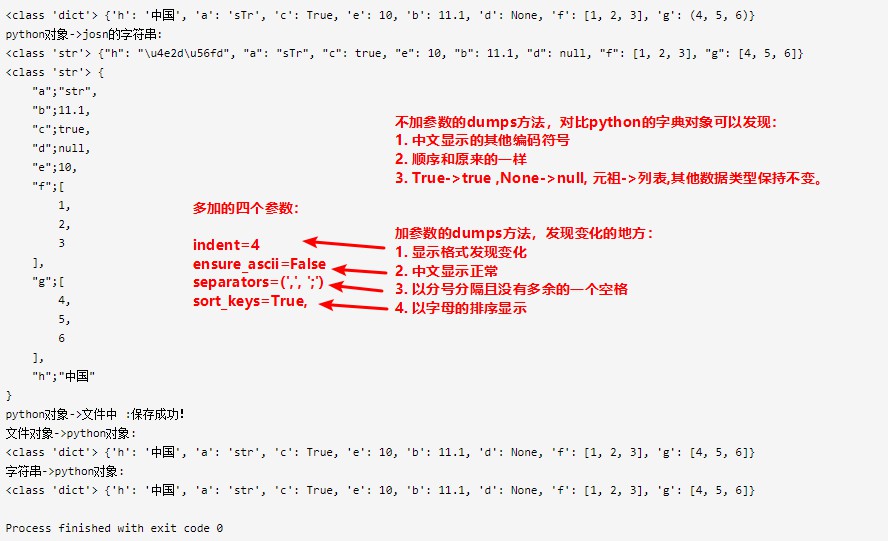 <class 'dict'> {'h': '中国', 'a': 'sTr', 'c': True, 'e': 10, 'b': 11.1, 'd': None, 'f': [1, 2, 3], 'g': (4, 5, 6)}
python对象->josn的字符串:
<class 'str'> {"h": "\u4e2d\u56fd", "a": "sTr", "c": true, "e": 10, "b": 11.1, "d": null, "f": [1, 2, 3], "g": [4, 5, 6]}
<class 'str'> {
    "a";"str",
    "b";11.1,
    "c";true,
    "d";null,
    "e";10,
    "f";[
        1,
        2,
        3
    ],
    "g";[
        4,
        5,
        6
    ],
    "h";"中国"
}
不加参数的dumps方法，对比python的字典对象可以发现：
1. 中文显示的其他编码符号
2. 顺序和原来的一样
3. True->true ,None->null, 元祖->列表,其他数据类型保持不变。
多加的四个参数：
indent=4
ensure_ascii=False
separators=(',', ';')
sort_keys=True,
加参数的dumps方法，发现变化的地方：
1. 显示格式发现变化
2. 中文显示正常
3. 以分号分隔且没有多余的一个空格
4. 以字母的排序显示
python对象->文件中 :保存成功!
文件对象->python对象:
<class 'dict'> {'h': '中国', 'a': 'str', 'c': True, 'e': 10, 'b': 11.1, 'd': None, 'f': [1, 2, 3], 'g': [4, 5, 6]}
字符串->python对象:
<class 'dict'> {'h': '中国', 'a': 'str', 'c': True, 'e': 10, 'b': 11.1, 'd': None, 'f': [1, 2, 3], 'g': [4, 5, 6]}
Process finished with exit code 0